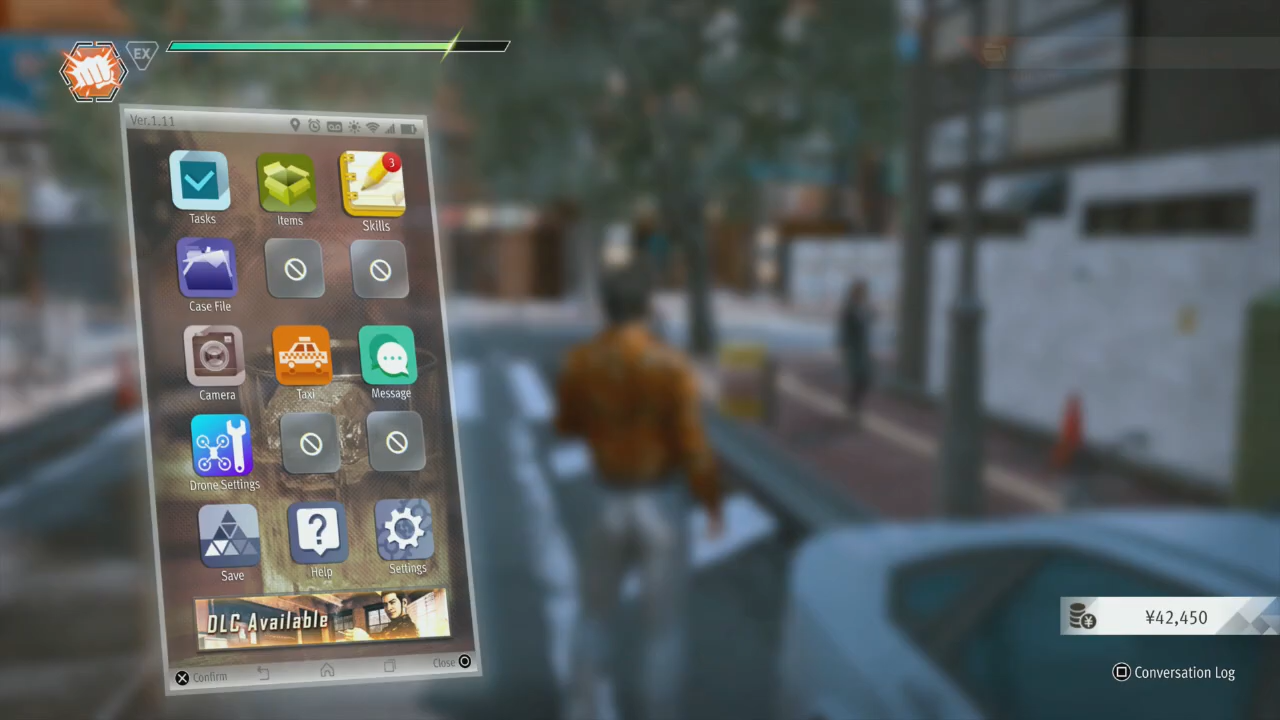 EX
Ver.1.11
3
Tasks
Items
Skills
Case File
Camera
Taxi
Message
Drone Settings
?
Save
Help
Settings
DLC Available
Confirm
Close
¥
¥42,450
Conversation Log